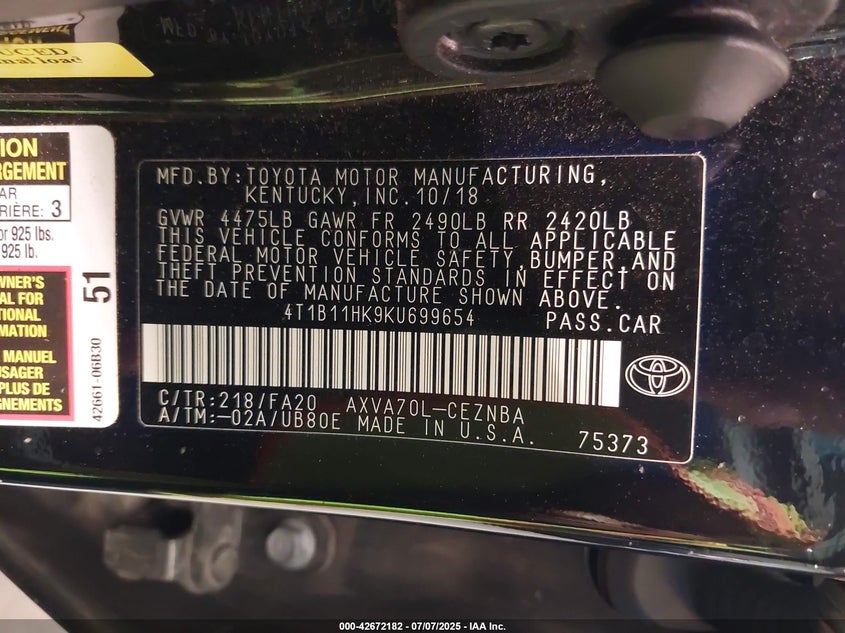 UCED
nal load
ION
RGEMENT
AR
RIÈRE: 3
or 925 lbs.
925 lb.
WNER'S
AL FOR
TIONAL
MATION
MANUEL
USAGER
PLUS DE
GNEMENTS
51
42661-06B30
MFD.BY:TOYOTA MOTOR MANUFACTURING,
KENTUCKY,INC.10/18
GVWR 4475LB GAWR FR 2490LB RR 2420LB
THIS VEHICLE CONFORMS TO ALL APPLICABLE
FEDERAL MOTOR VEHICLE SAFETY,BUMPER,AND
THEFT PREVENTION STANDARDS IN EFFECT ON
THE DATE OF MANUFACTURE SHOWN ABOVE.
4T1B11HK9KU699654 PASS.CAR
C/TR:218/FA20 AXVA70L-CEZNBA
A/TM:-02A/UB80E MADE IN U.S.A. 75373
000-42672182 - 07/07/2025 - IAA Inc.